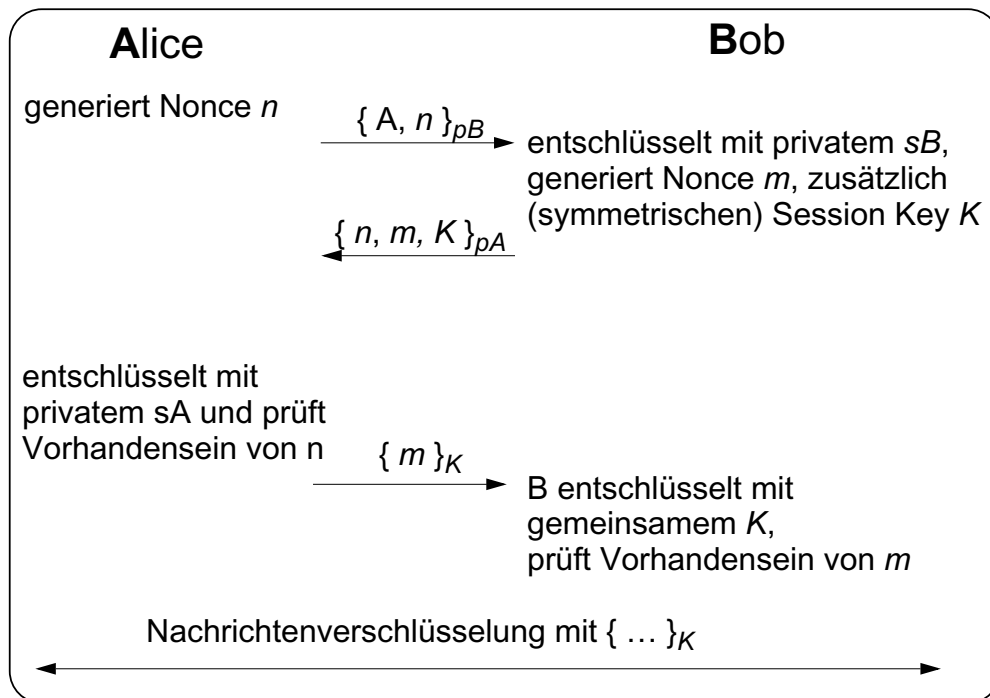 Alice
Bob
generiert Nonce n
{ A, n }pB
entschlüsselt mit privatem sB,
generiert Nonce m, zusätzlich
(symmetrischen) Session Key K
{ n, m, K }pA
entschlüsselt mit
privatem sA und prüft
Vorhandensein von n
{ m }K
B entschlüsselt mit
gemeinsamem K,
prüft Vorhandensein von m
Nachrichtenverschlüsselung mit { … }K